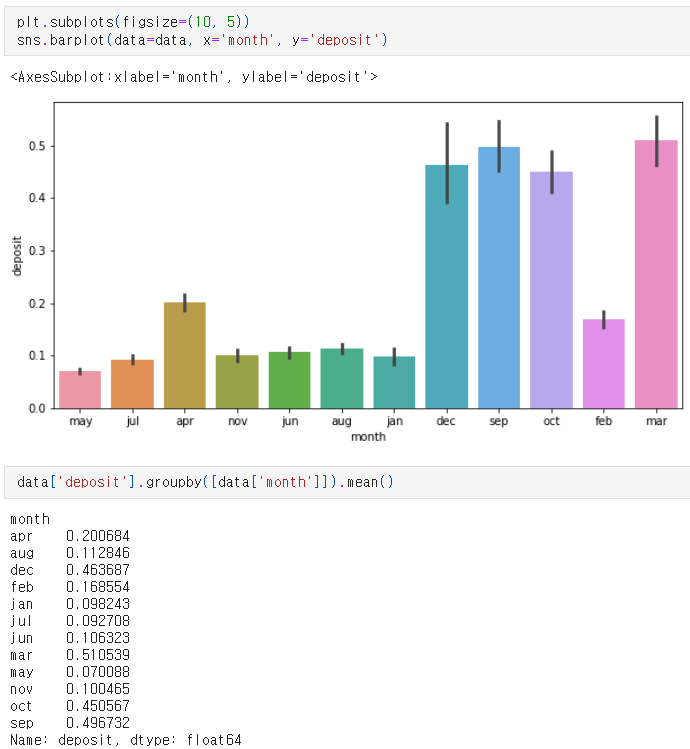 plt.subplots(figsize=(10, 5))
sns.barplot(data=data, x='month', y='deposit')
<AxesSubplot:xlabel='month', ylabel='deposit'>
0.5
0.4
0.3
0.2
0.1
0.0
deposit
may jul apr nov jun aug jan dec sep oct feb mar
month
data['deposit'].groupby([data['month']]).mean()
month
apr 0.200684
aug 0.112846
dec 0.463687
feb 0.168554
jan 0.098243
jul 0.092708
jun 0.106323
mar 0.510539
may 0.070088
nov 0.100465
oct 0.450567
sep 0.496732
Name: deposit, dtype: float64